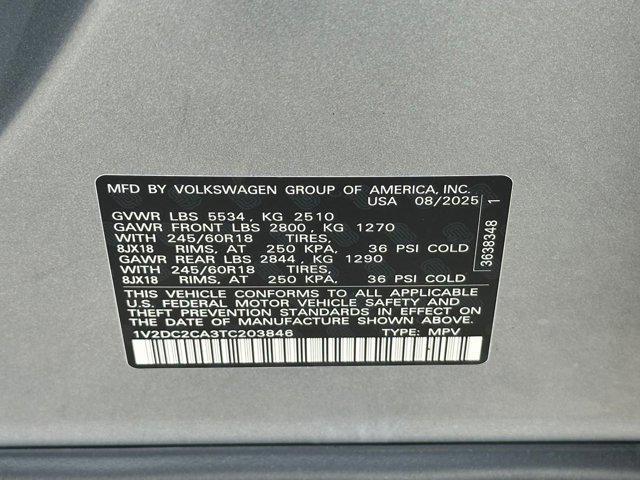 MFD BY VOLKSWAGEN GROUP OF AMERICA, INC.
USA 08/2025
GVWR LBS 5534 , KG 2510
GAWR FRONT LBS 2800 , KG 1270
WITH 245/60R18 TIRES,
8JX18 RIMS, AT 250 KPA, 36 PSI COLD
GAWR REAR LBS 2844 , KG 1290
WITH 245/60R18 TIRES,
8JX18 RIMS, AT 250 KPA, 36 PSI COLD
THIS VEHICLE CONFORMS TO ALL APPLICABLE
U.S. FEDERAL MOTOR VEHICLE SAFETY AND
THEFT PREVENTION STANDARDS IN EFFECT ON
THE DATE OF MANUFACTURE SHOWN ABOVE.
1V2DC2CA3TC203846 TYPE: MPV
3638348 1